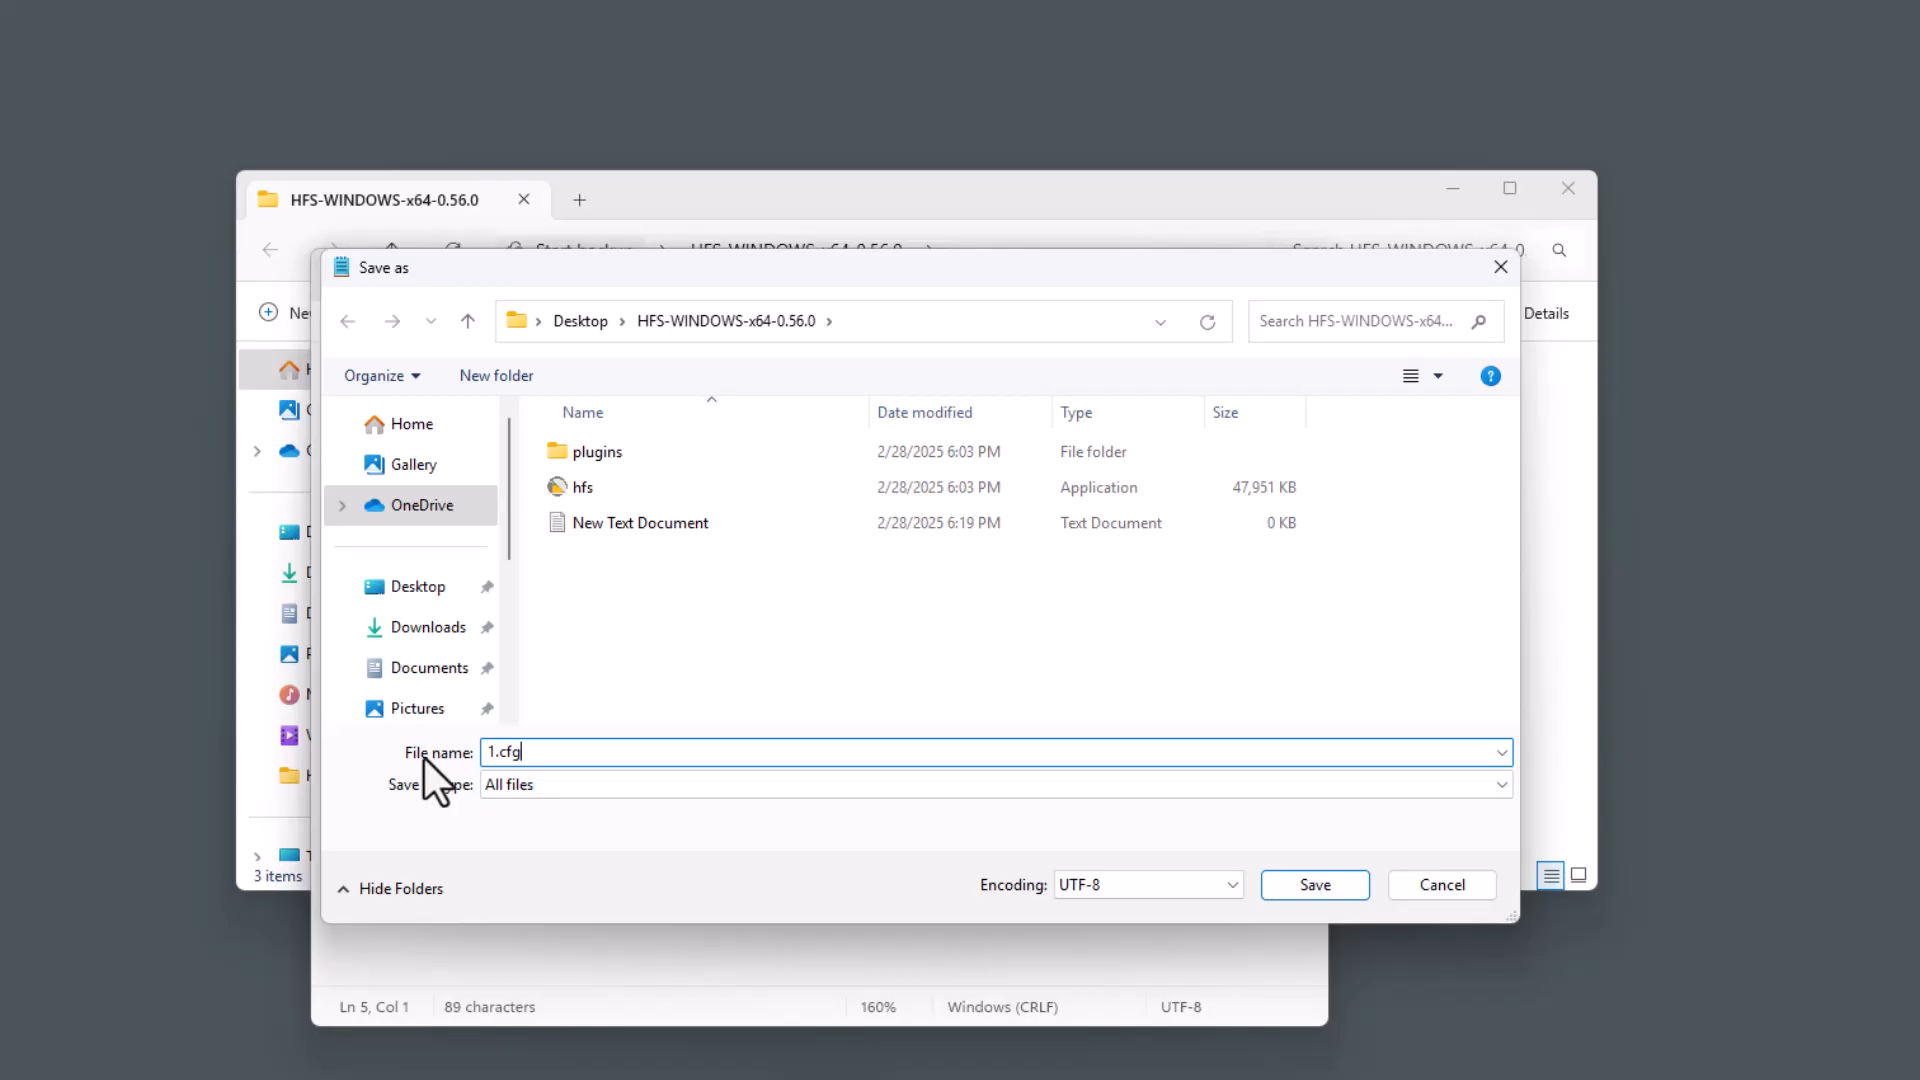 HFS-WINDOWS-x64-0.56.0
Save as
Desktop
HFS-WINDOWS-x64-0.56.0
Search HFS-WINDOWS-x64...
Details
Organize
New folder
Name
Date modified
Type
Size
Home
Gallery
OneDrive
plugins
2/28/2025 6:03 PM
File folder
hfs
2/28/2025 6:03 PM
Application
47,951 KB
New Text Document
2/28/2025 6:19 PM
Text Document
0 KB
Desktop
Downloads
Documents
Pictures
File name:
1.cfg
Save
All files
3 items
Hide Folders
Encoding:
UTF-8
Save
Cancel
Ln 5, Col 1
89 characters
160%
Windows (CRLF)
UTF-8